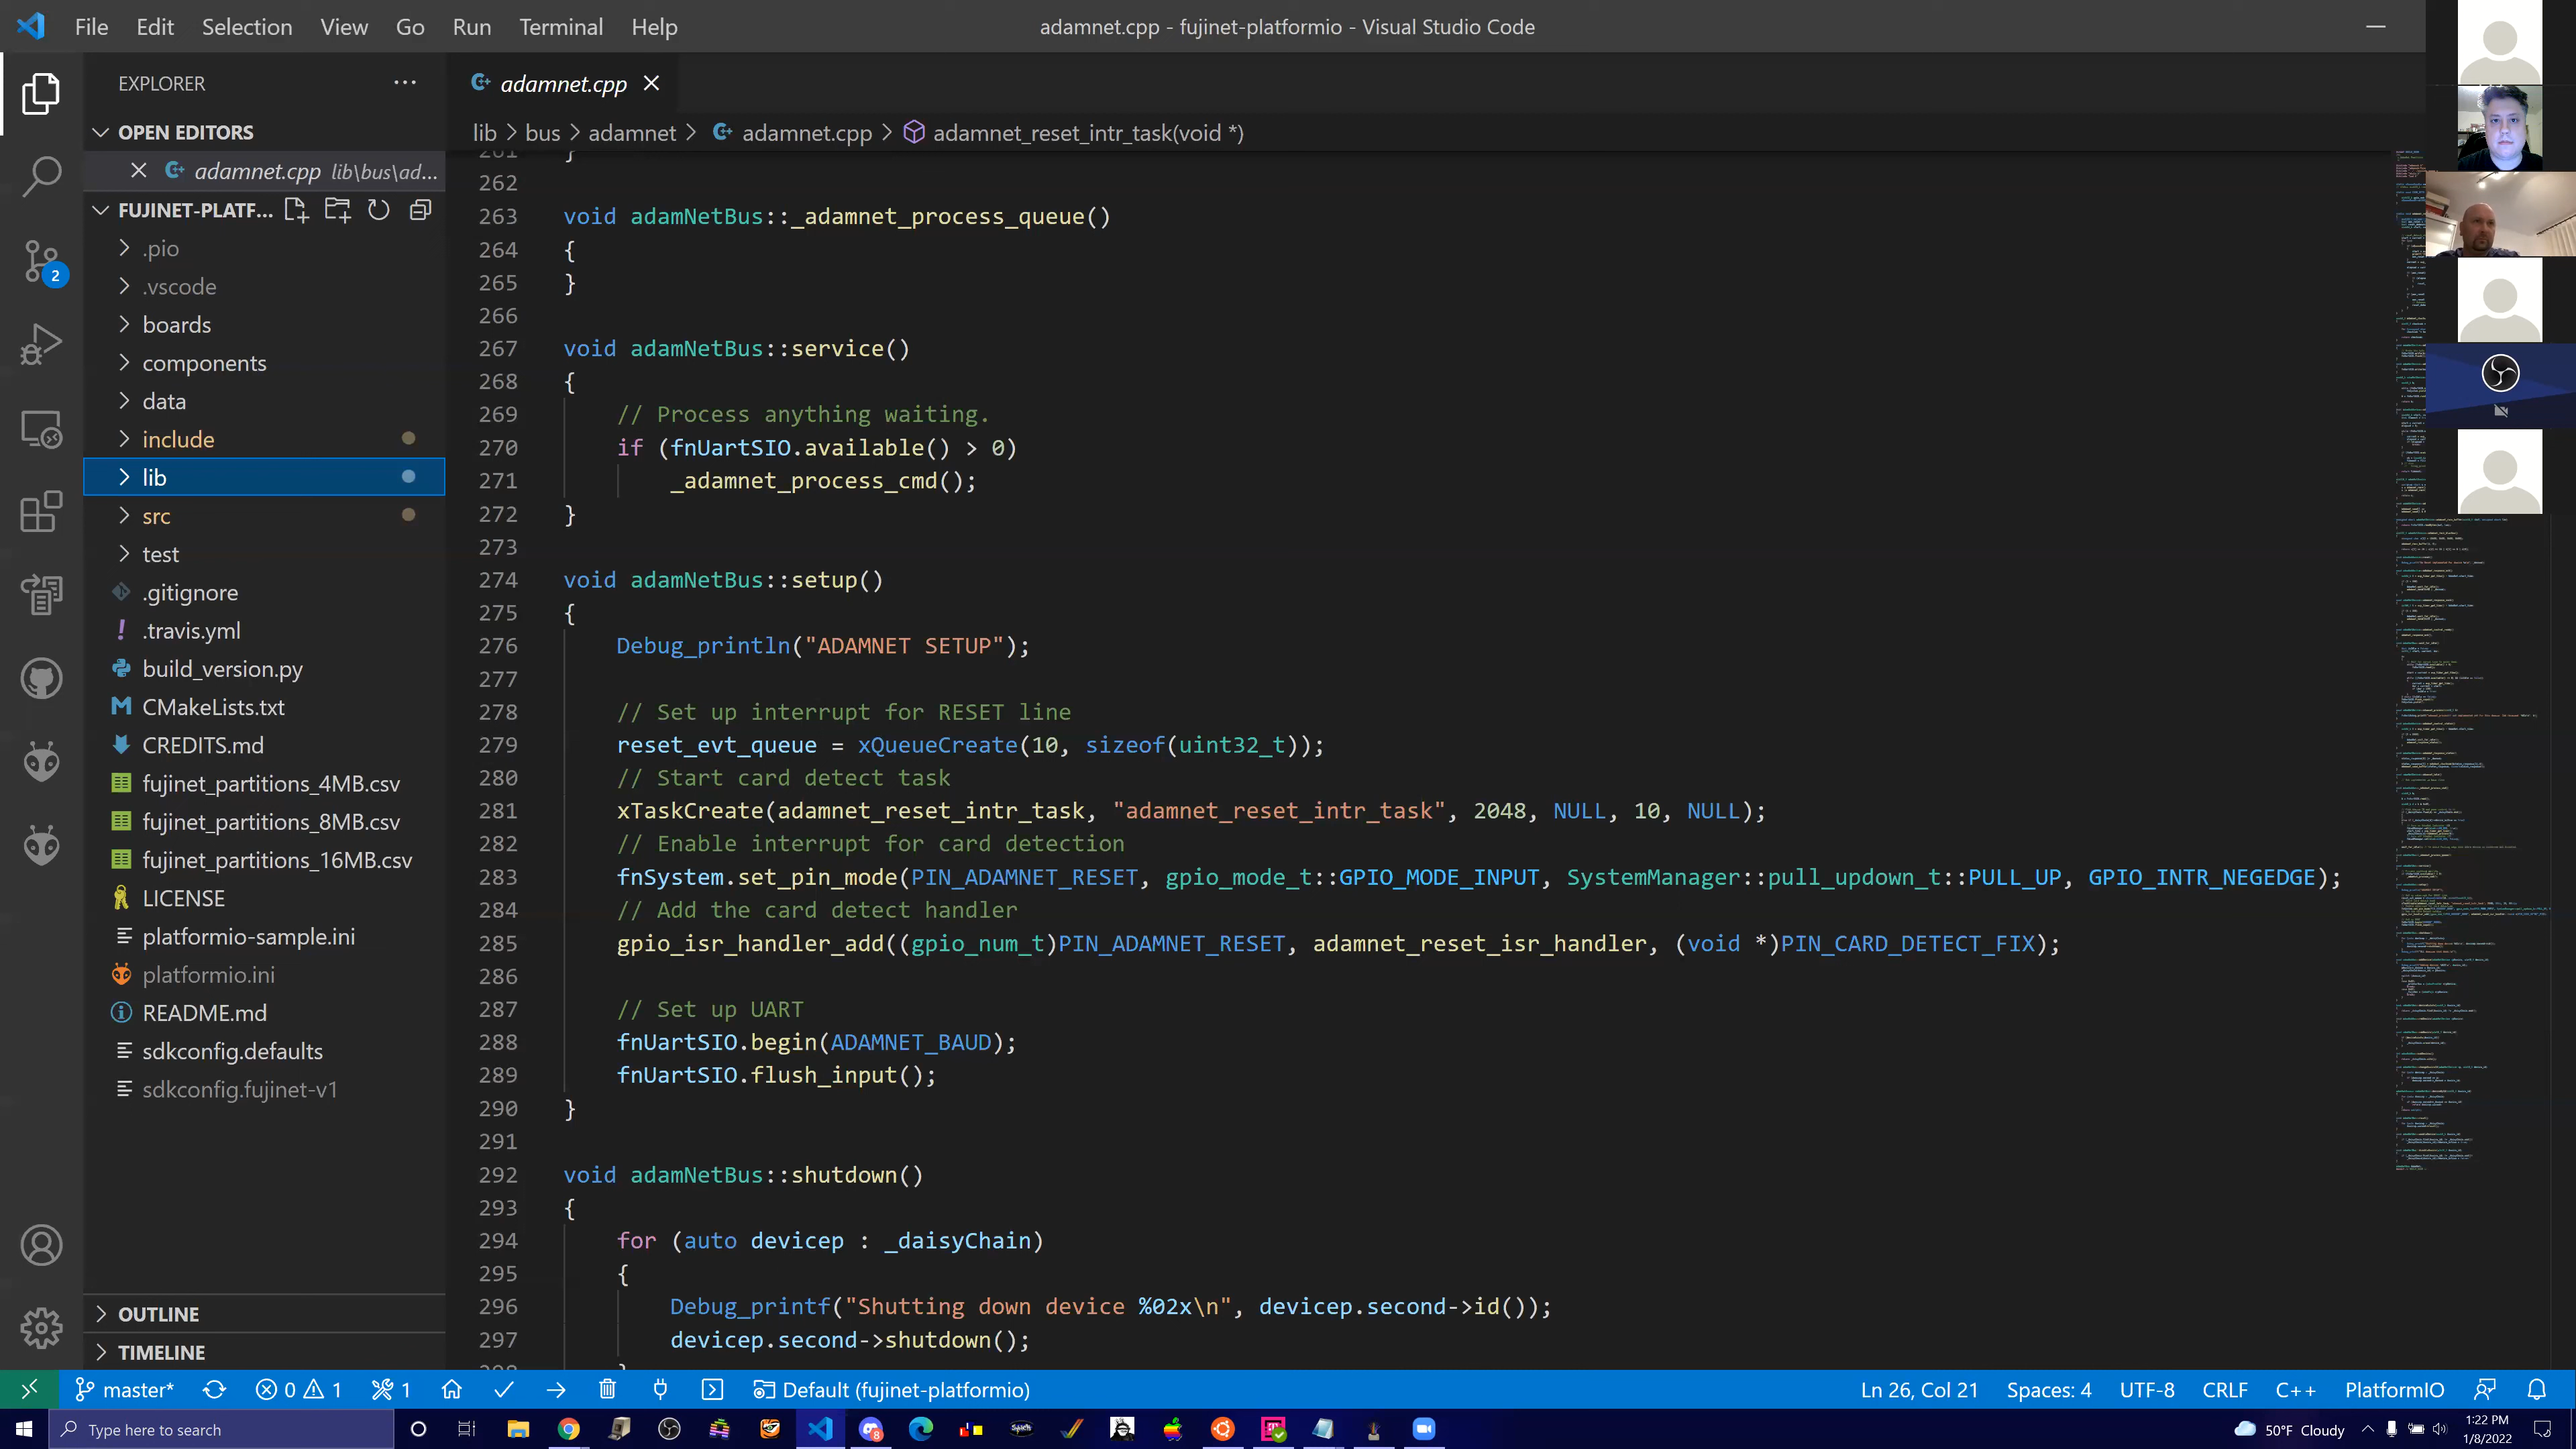 File Edit Selection View Go Run Terminal Help
adamnet.cpp - fujinet-platformio - Visual Studio Code
EXPLORER
OPEN EDITORS
adamnet.cpp lib\bus\ad...
FUJINET-PLATF...
.pio
.vscode
boards
components
data
include
lib
src
test
.gitignore
.travis.yml
build_version.py
CMakeLists.txt
CREDITS.md
fujinet_partitions_4MB.csv
fujinet_partitions_8MB.csv
fujinet_partitions_16MB.csv
LICENSE
platformio-sample.ini
platformio.ini
README.md
sdkconfig.defaults
sdkconfig.fujinet-v1
OUTLINE
TIMELINE
2
adamnet.cpp
lib > bus > adamnet > adamnet.cpp > adamnet_reset_intr_task(void *)
261 }
262
263 void adamNetBus::_adamnet_process_queue()
264 {
265 }
266
267 void adamNetBus::service()
268 {
269 // Process anything waiting.
270 if (fnUartSIO.available() > 0)
271 _adamnet_process_cmd();
272 }
273
274 void adamNetBus::setup()
275 {
276 Debug_println("ADAMNET SETUP");
277
278 // Set up interrupt for RESET line
279 reset_evt_queue = xQueueCreate(10, sizeof(uint32_t));
280 // Start card detect task
281 xTaskCreate(adamnet_reset_intr_task, "adamnet_reset_intr_task", 2048, NULL, 10, NULL);
282 // Enable interrupt for card detection
283 fnSystem.set_pin_mode(PIN_ADAMNET_RESET, gpio_mode_t::GPIO_MODE_INPUT, SystemManager::pull_updown_t::PULL_UP, GPIO_INTR_NEGEDGE);
284 // Add the card detect handler
285 gpio_isr_handler_add((gpio_num_t)PIN_ADAMNET_RESET, adamnet_reset_isr_handler, (void *)PIN_CARD_DETECT_FIX);
286
287 // Set up UART
288 fnUartSIO.begin(ADAMNET_BAUD);
289 fnUartSIO.flush_input();
290 }
291
292 void adamNetBus::shutdown()
293 {
294 for (auto devicep : _daisyChain)
295 {
296 Debug_printf("Shutting down device %02x\n", devicep.second->id());
297 devicep.second->shutdown();
298 }
master* 0 1 1 Default (fujinet-platformio) Ln 26, Col 21 Spaces: 4 UTF-8 CRLF C++ PlatformIO
Type here to search
8
50°F Cloudy
1:22 PM
1/8/2022